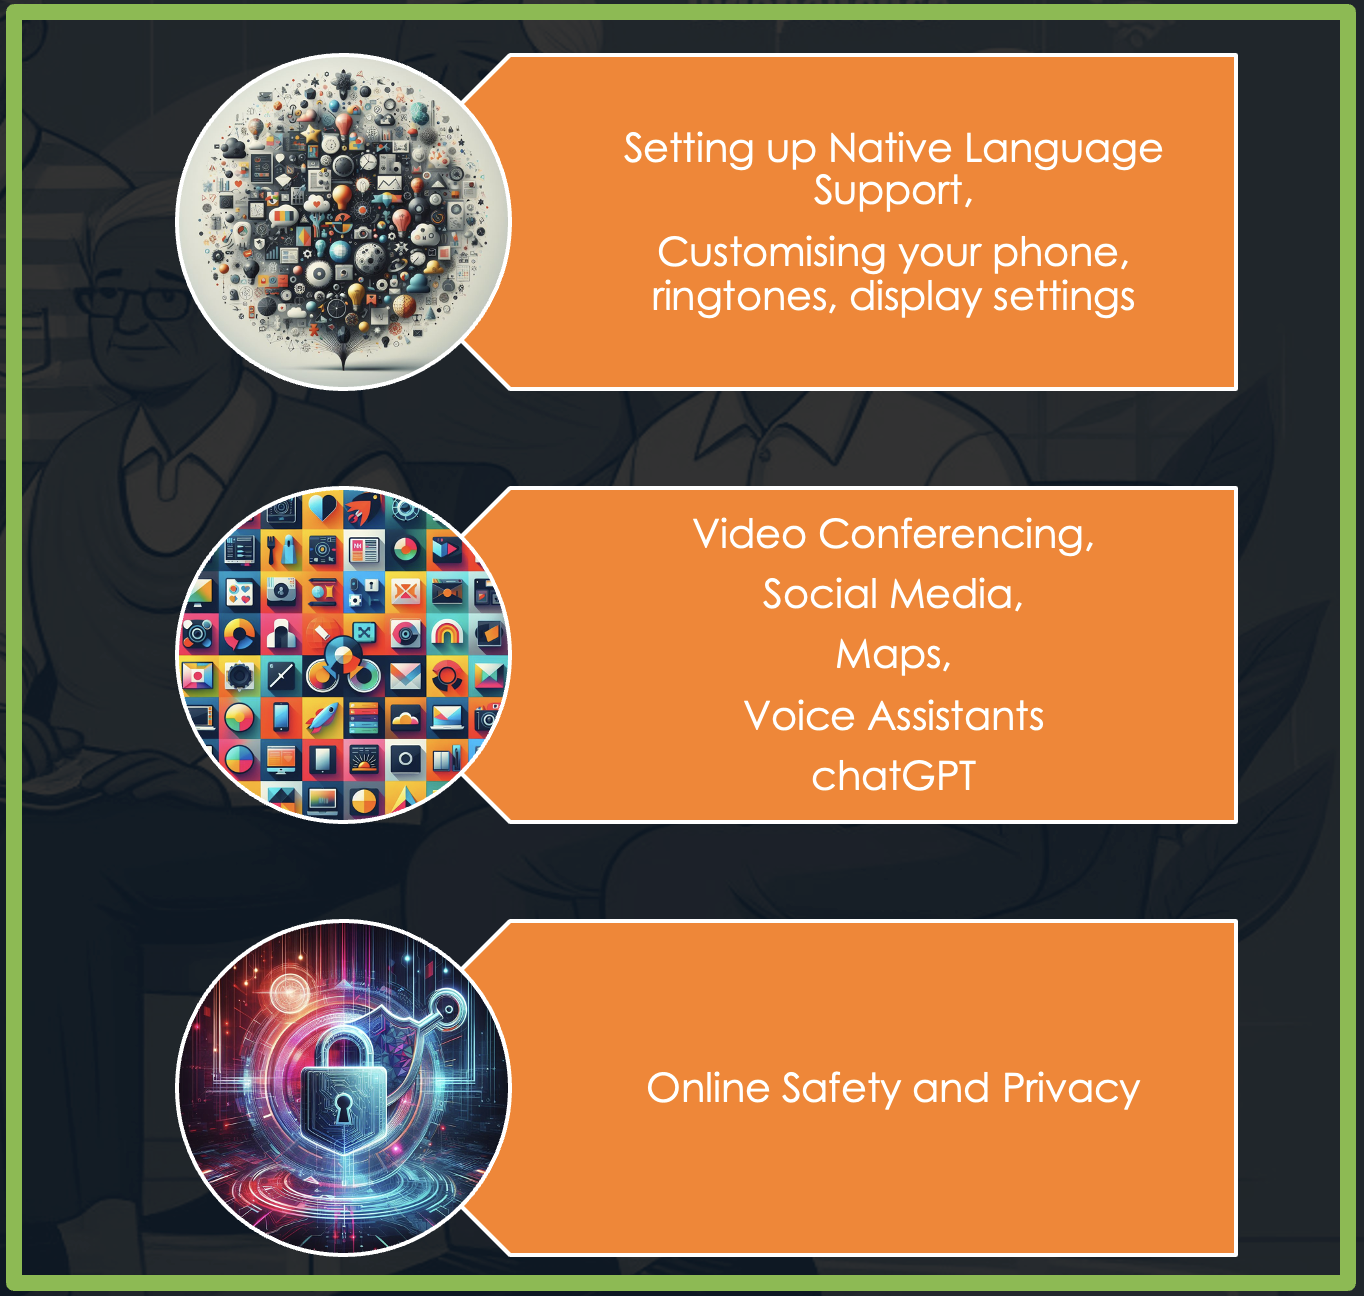 Setting up Native Language
Support,
Customising your phone,
ringtones, display settings
Video Conferencing,
Social Media,
Maps,
Voice Assistants
chatGPT
Online Safety and Privacy